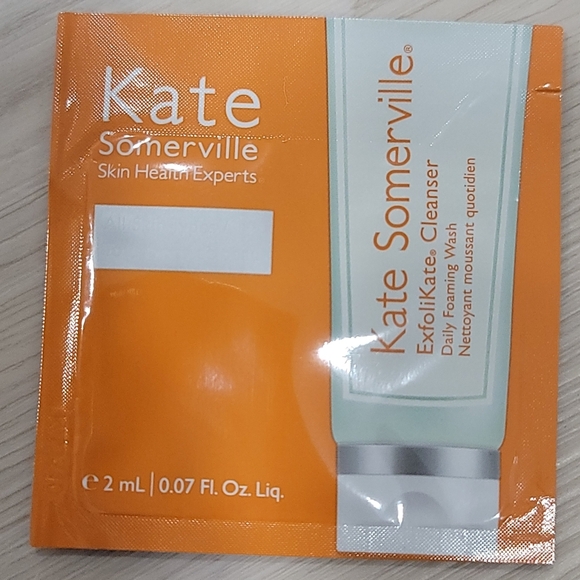 Kate
Somerville
Skin Health Experts
℮ 2 mL | 0.07 Fl. Oz. Liq.
Kate Somerville®
ExfoliKate® Cleanser
Daily Foaming Wash
Nettoyant moussant quotidien